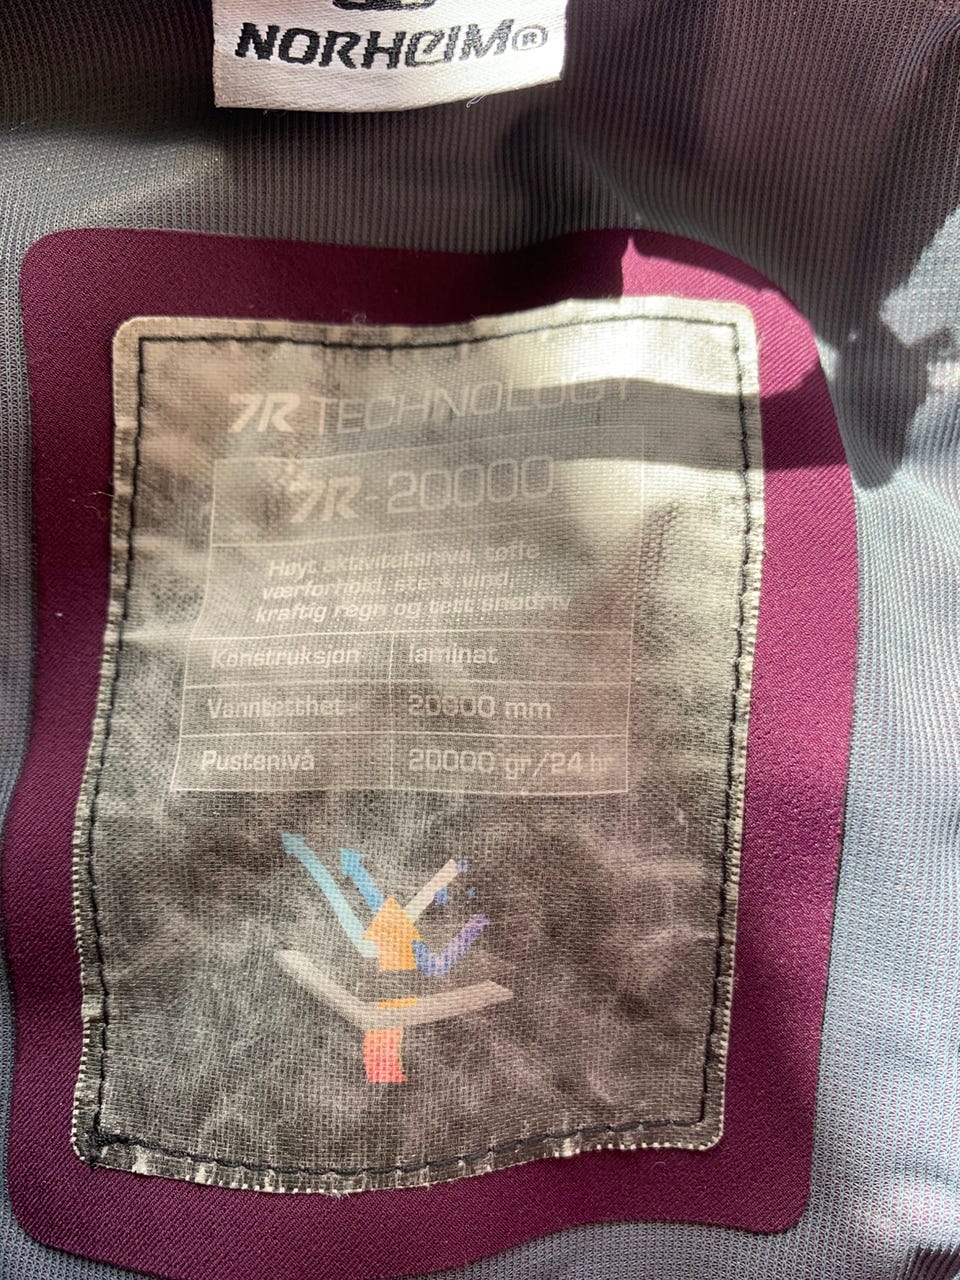 NORHEIM®
7R TECHNOLOGY
7R-20000
Høyt aktivitetsnivå, tøffe
værforhold, sterk vind,
kraftig regn og tett snødriv
Konstruksjon laminat
Vanntetthet 20000 mm
Pustenivå 20000 gr/24 hr